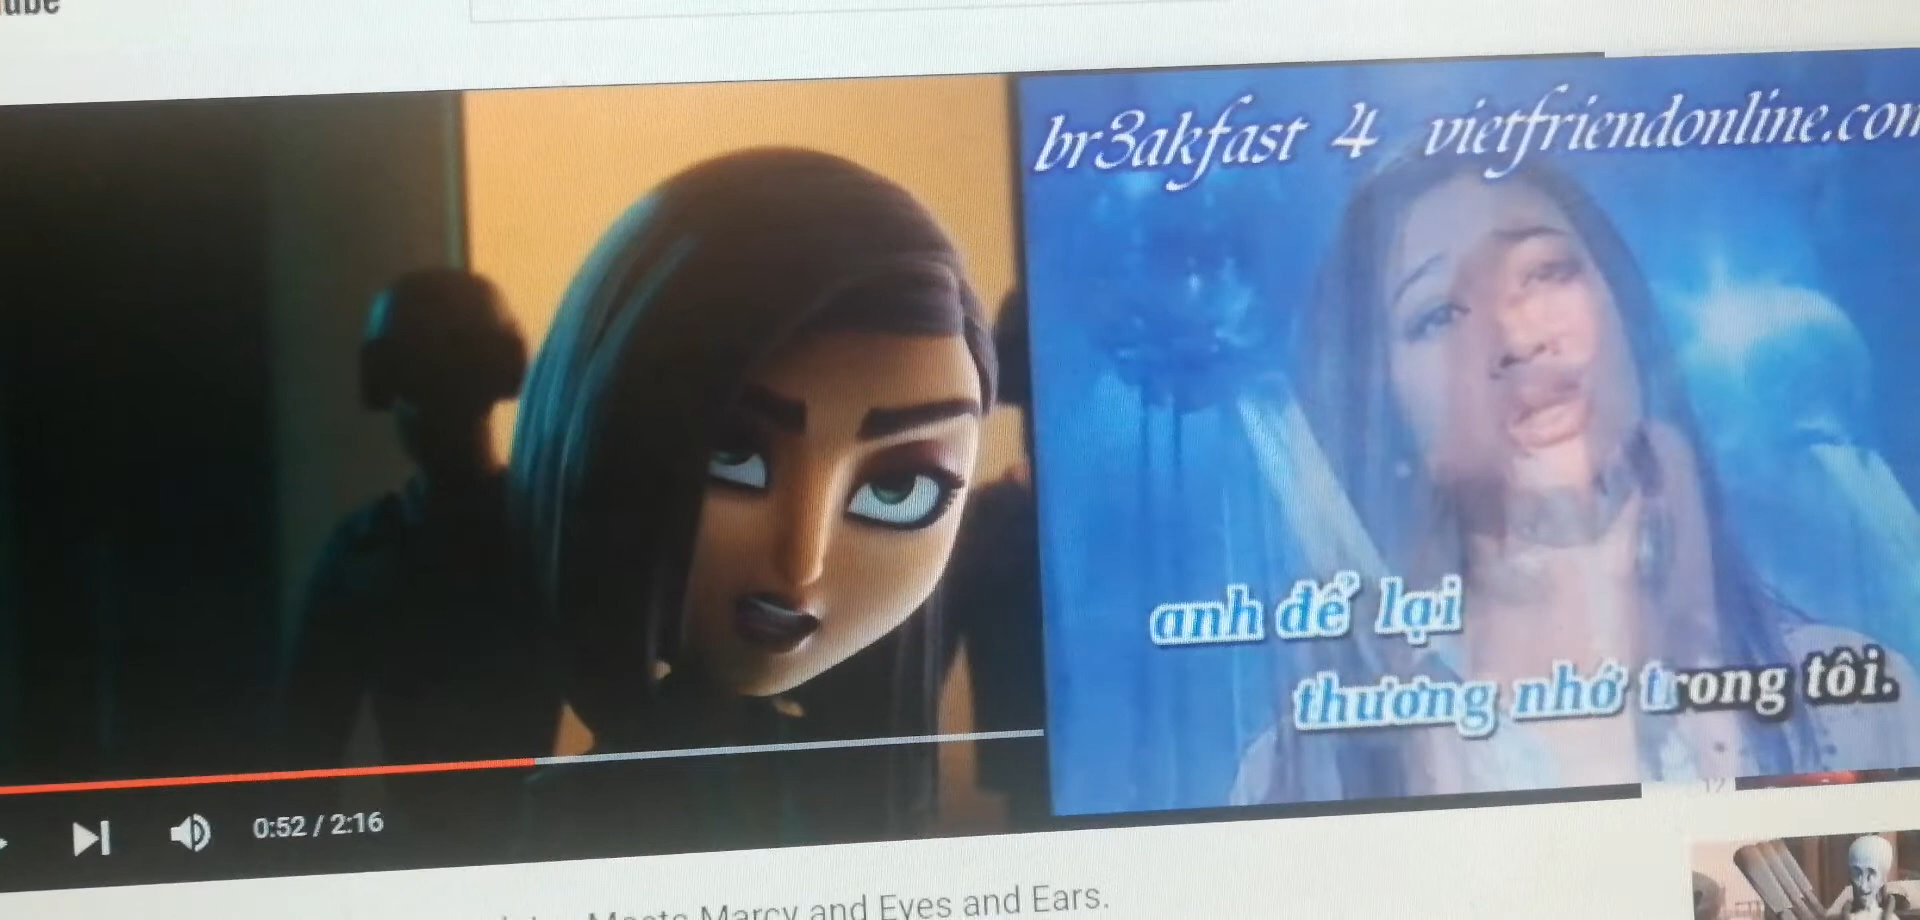 br3akfast 4 vietfriendonline.com
anh để lại
thương nhớ trong tôi.
0:52 / 2:16
Meets Marcy and Eyes and Ears.